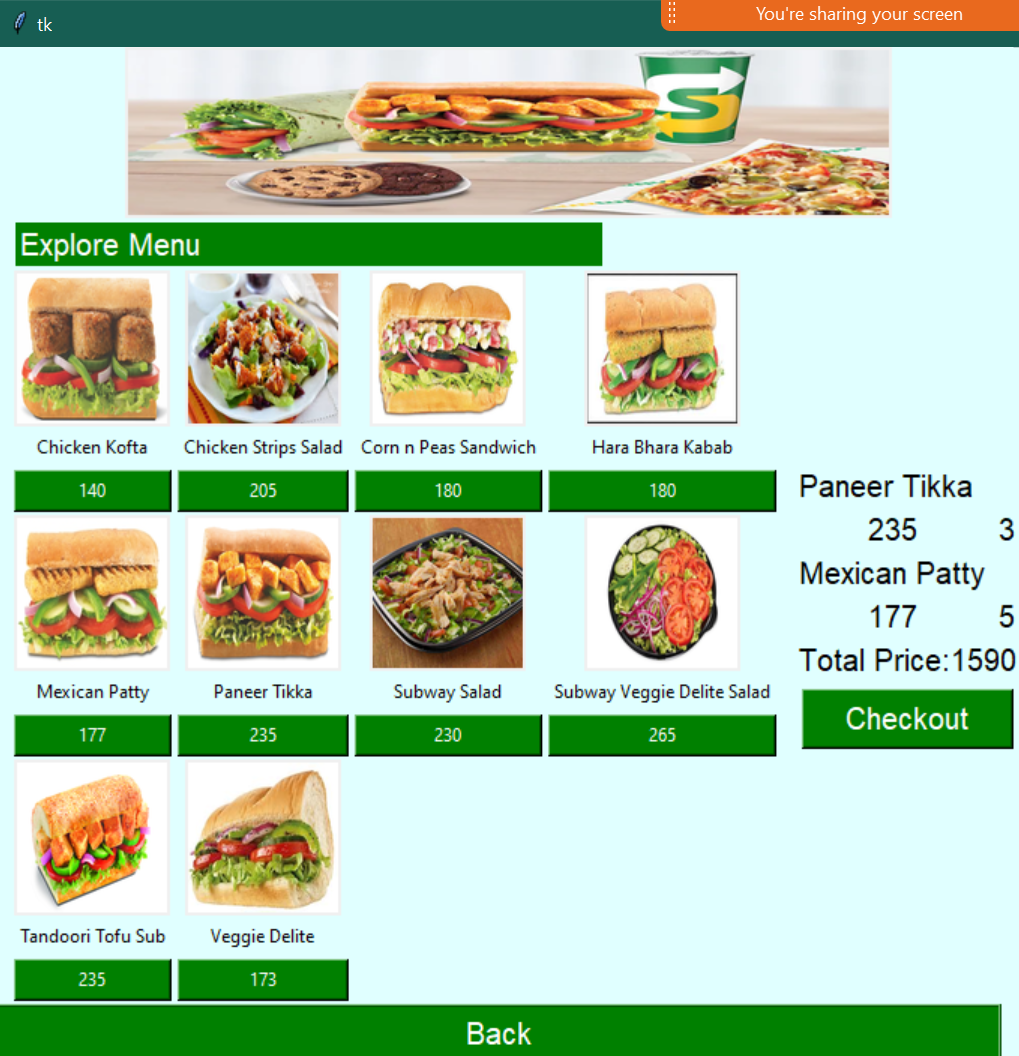 tk
You're sharing your screen
Explore Menu
Chicken Kofta
Chicken Strips Salad
Corn n Peas Sandwich
Hara Bhara Kabab
140
205
180
180
Mexican Patty
Paneer Tikka
Subway Salad
Subway Veggie Delite Salad
177
235
230
265
Tandoori Tofu Sub
Veggie Delite
235
173
Paneer Tikka
235 3
Mexican Patty
177 5
Total Price:1590
Checkout
Back